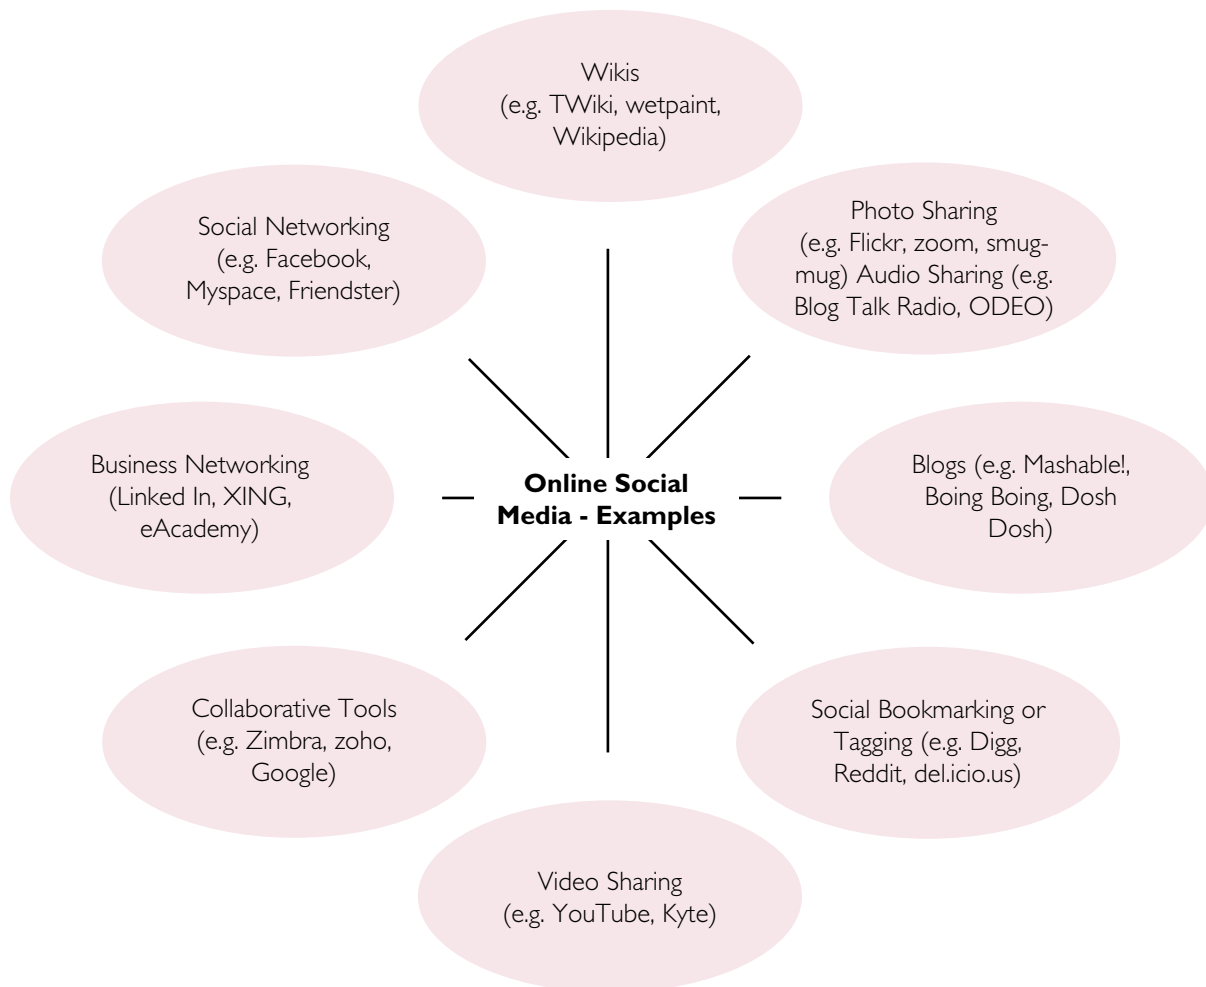 Wikis
(e.g. TWiki, wetpaint,
Wikipedia)
Social Networking
(e.g. Facebook,
Myspace, Friendster)
Photo Sharing
(e.g. Flickr, zoom, smug-
mug) Audio Sharing (e.g.
Blog Talk Radio, ODEO)
Business Networking
(Linked In, XING,
eAcademy)
Online Social
Media - Examples
Blogs (e.g. Mashable!,
Boing Boing, Dosh
Dosh)
Collaborative Tools
(e.g. Zimbra, zoho,
Google)
Social Bookmarking or
Tagging (e.g. Digg,
Reddit, del.icio.us)
Video Sharing
(e.g. YouTube, Kyte)